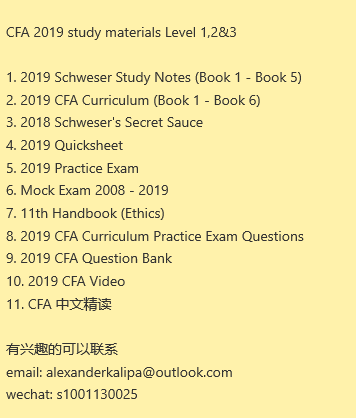 CFA 2019 study materials Level 1,2&3
1. 2019 Schweser Study Notes (Book 1 - Book 5)
2. 2019 CFA Curriculum (Book 1 - Book 6)
3. 2018 Schweser's Secret Sauce
4. 2019 Quicksheet
5. 2019 Practice Exam
6. Mock Exam 2008 - 2019
7. 11th Handbook (Ethics)
8. 2019 CFA Curriculum Practice Exam Questions
9. 2019 CFA Question Bank
10. 2019 CFA Video
11. CFA 中文精读
有兴趣的可以联系
email: alexanderkalipa@outlook.com
wechat: s1001130025